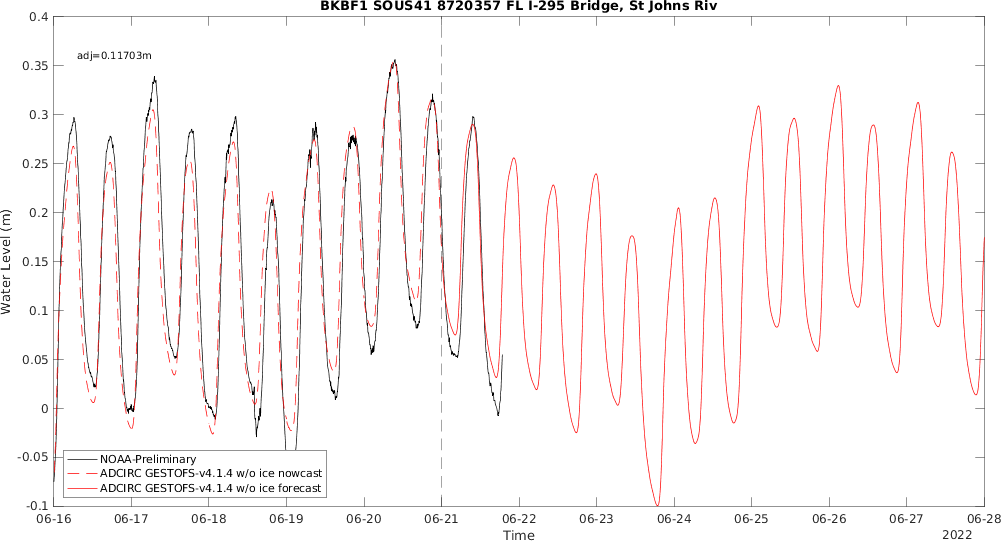 BKBF1 SOUS41 8720357 FL I-295 Bridge, St Johns Riv
adj=0.11703m
0.4
0.35
0.3
0.25
0.2
0.15
0.1
0.05
0
-0.05
-0.1
Water Level (m)
NOAA-Preliminary
ADCIRC GESTOFS-v4.1.4 w/o ice nowcast
ADCIRC GESTOFS-v4.1.4 w/o ice forecast
06-16 06-17 06-18 06-19 06-20 06-21 06-22 06-23 06-24 06-25 06-26 06-27 06-28
Time
2022